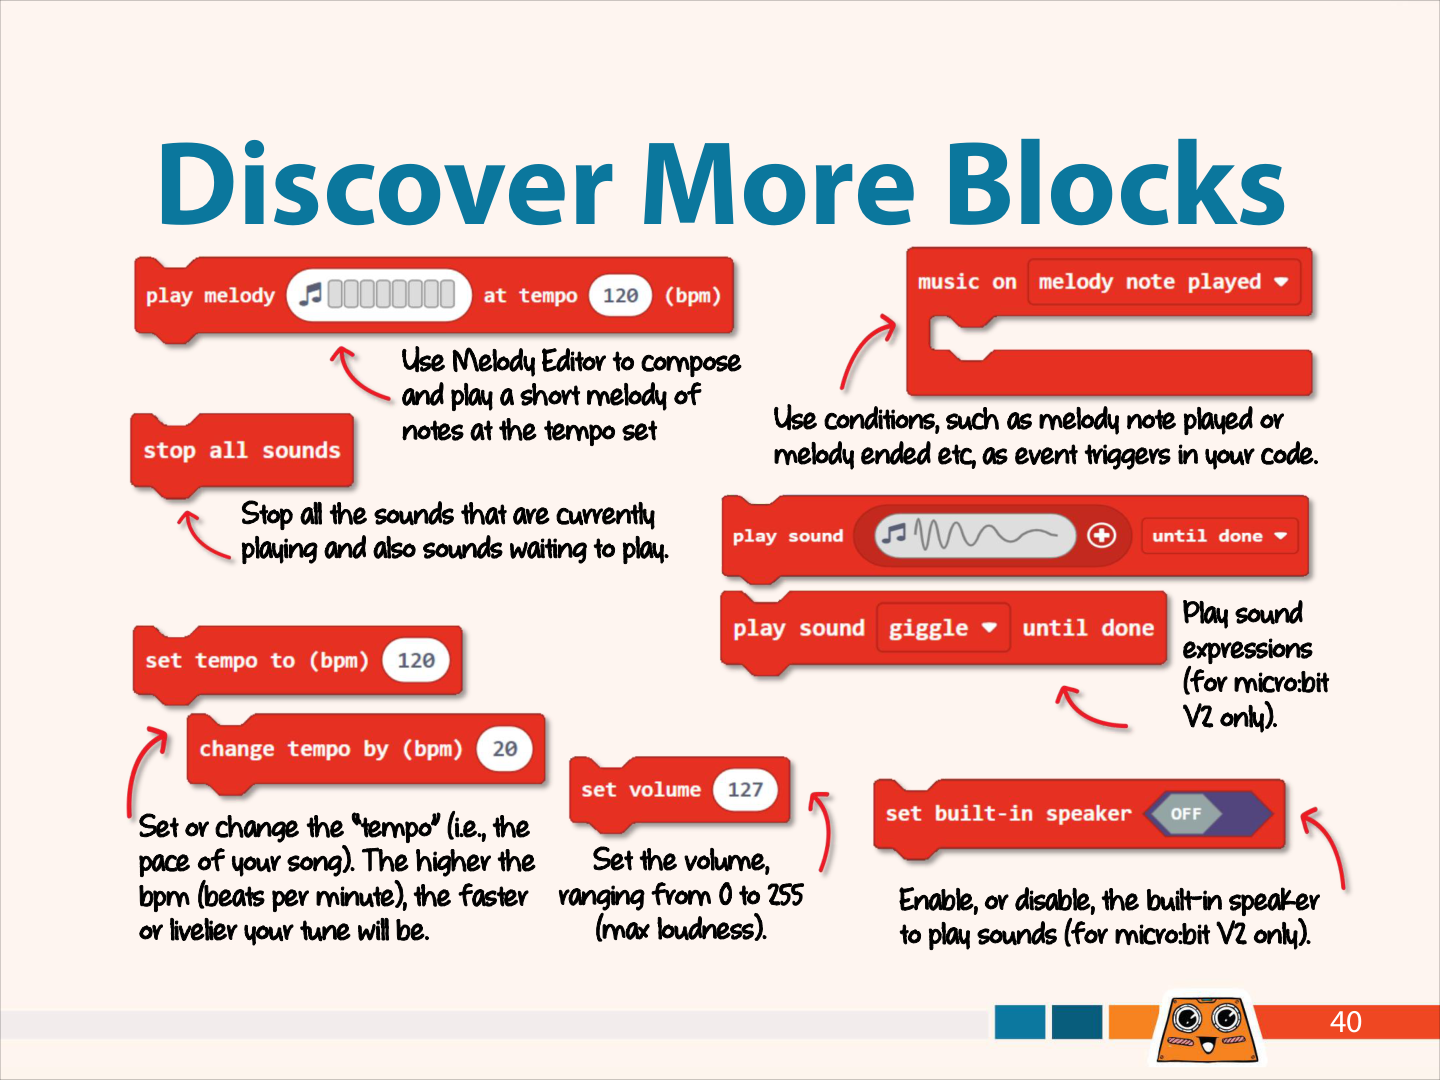 Discover More Blocks
play melody at tempo 120 (bpm)
Use Melody Editor to compose
and play a short melody of
notes at the tempo set
music on melody note played
Use conditions, such as melody note played or
melody ended etc, as event triggers in your code.
stop all sounds
Stop all the sounds that are currently
playing and also sounds waiting to play.
play sound until done
play sound giggle until done
Play sound
expressions
(for micro:bit
V2 only).
set tempo to (bpm) 120
change tempo by (bpm) 20
Set or change the "tempo" (i.e., the
pace of your song). The higher the
bpm (beats per minute), the faster
or livelier your tune will be.
set volume 127
Set the volume,
ranging from 0 to 255
(max loudness).
set built-in speaker OFF
Enable, or disable, the built-in speaker
to play sounds (for micro:bit V2 only).
40